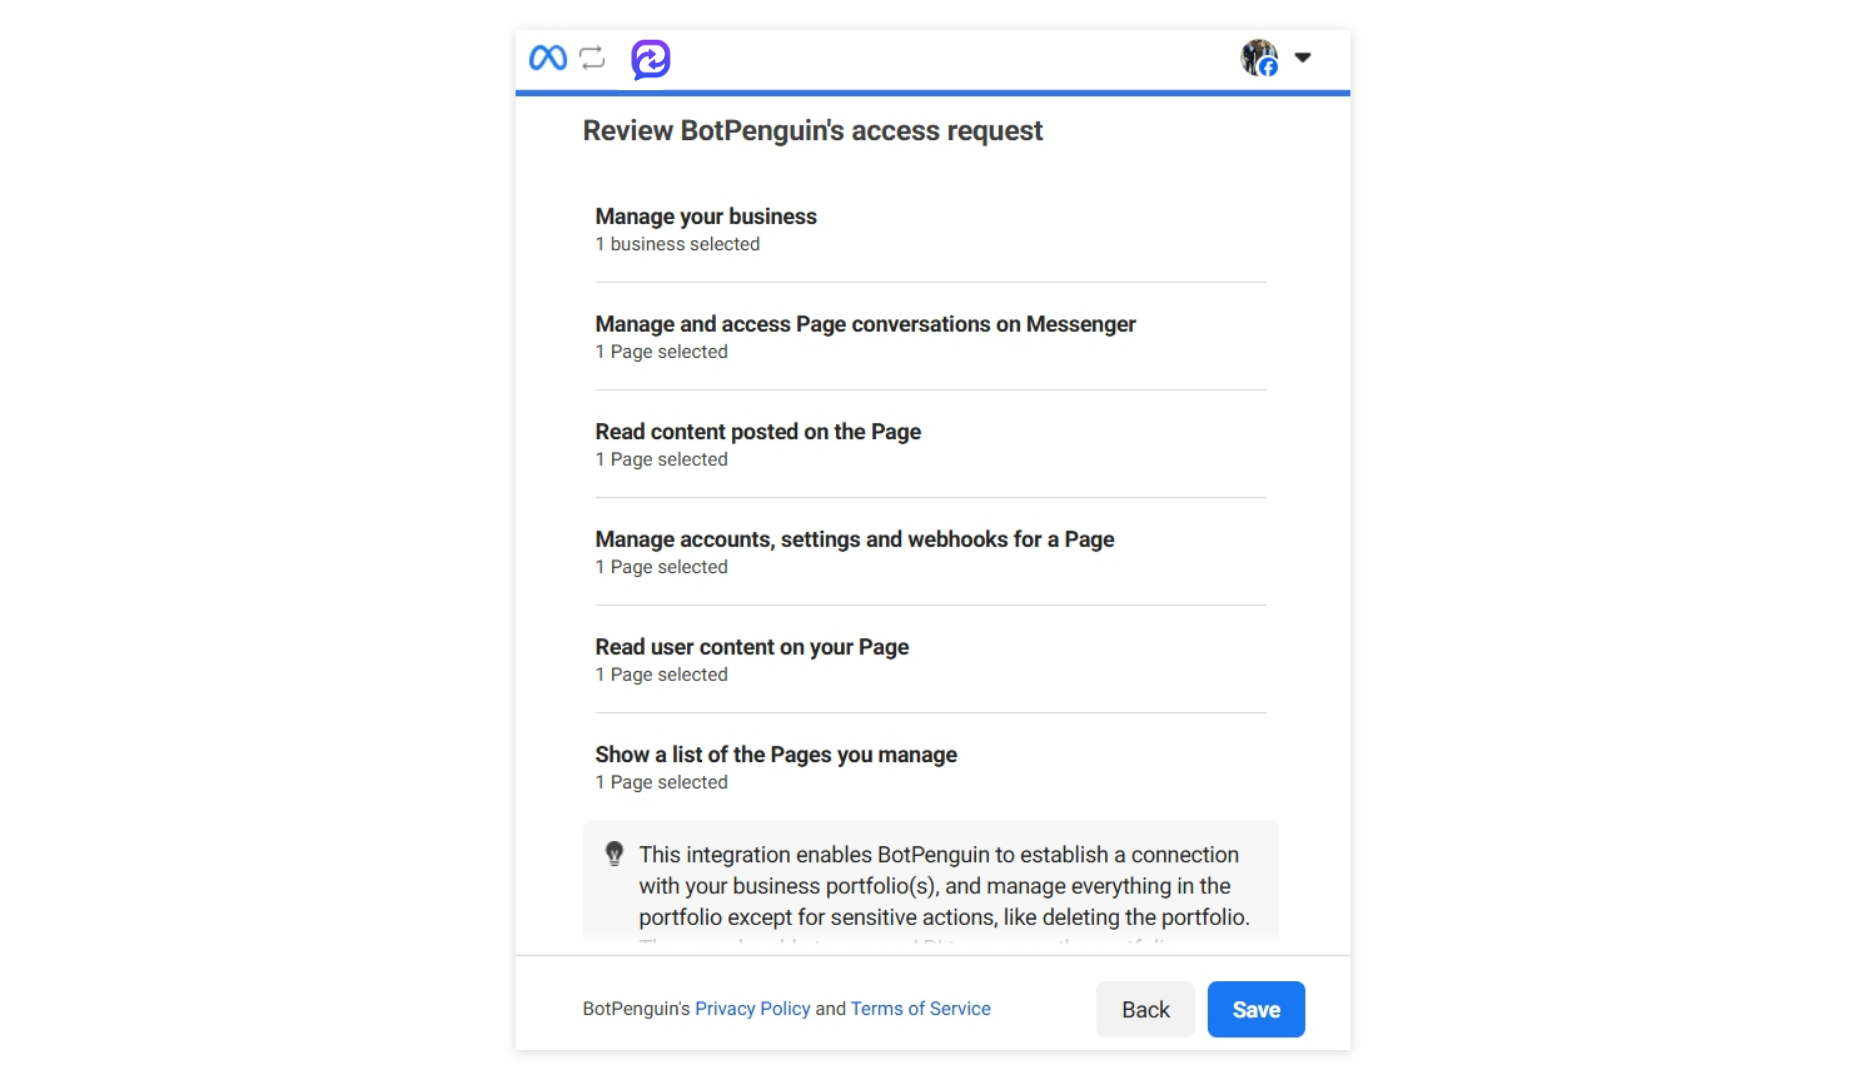 Review BotPenguin's access request
Manage your business
1 business selected
Manage and access Page conversations on Messenger
1 Page selected
Read content posted on the Page
1 Page selected
Manage accounts, settings and webhooks for a Page
1 Page selected
Read user content on your Page
1 Page selected
Show a list of the Pages you manage
1 Page selected
This integration enables BotPenguin to establish a connection
with your business portfolio(s), and manage everything in the
portfolio except for sensitive actions, like deleting the portfolio.
BotPenguin's Privacy Policy and Terms of Service
Back
Save